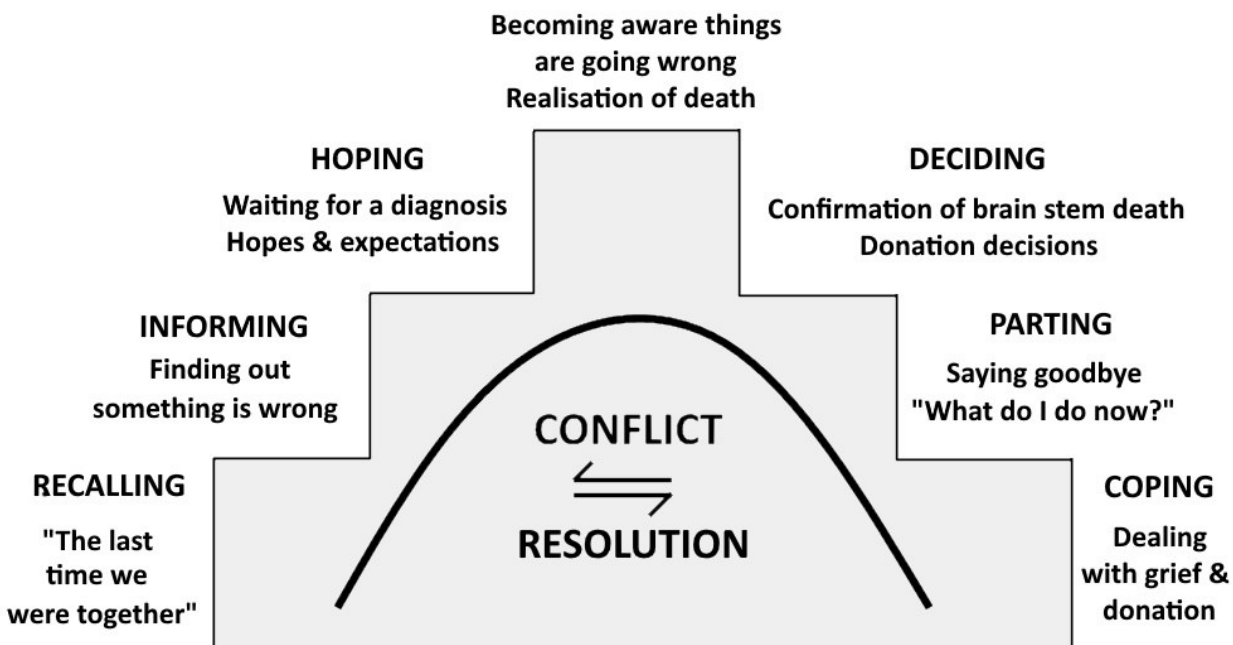 Becoming aware things
are going wrong
Realisation of death
HOPING
Waiting for a diagnosis
Hopes & expectations
DECIDING
Confirmation of brain stem death
Donation decisions
INFORMING
Finding out
something is wrong
PARTING
Saying goodbye
"What do I do now?"
CONFLICT
RESOLUTION
RECALLING
"The last
time we
were together"
COPING
Dealing
with grief &
donation